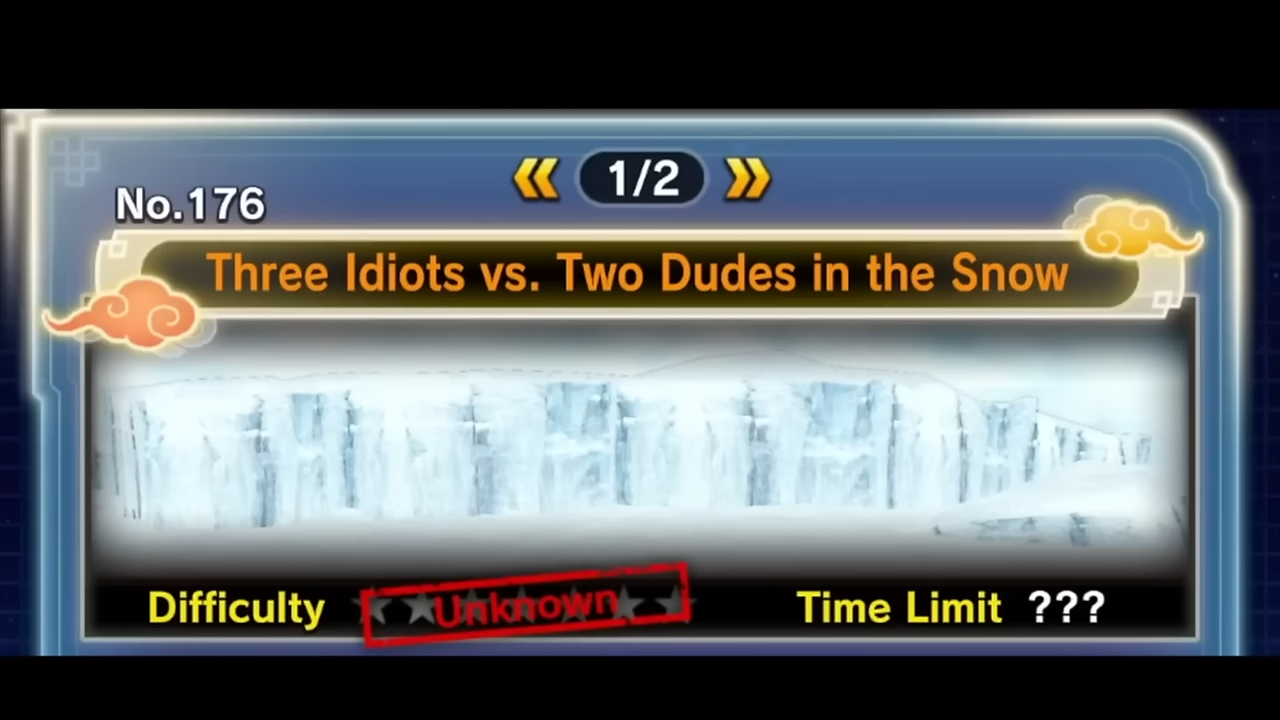 1/2
No.176
Three Idiots vs. Two Dudes in the Snow
Difficulty Unknown Time Limit ???